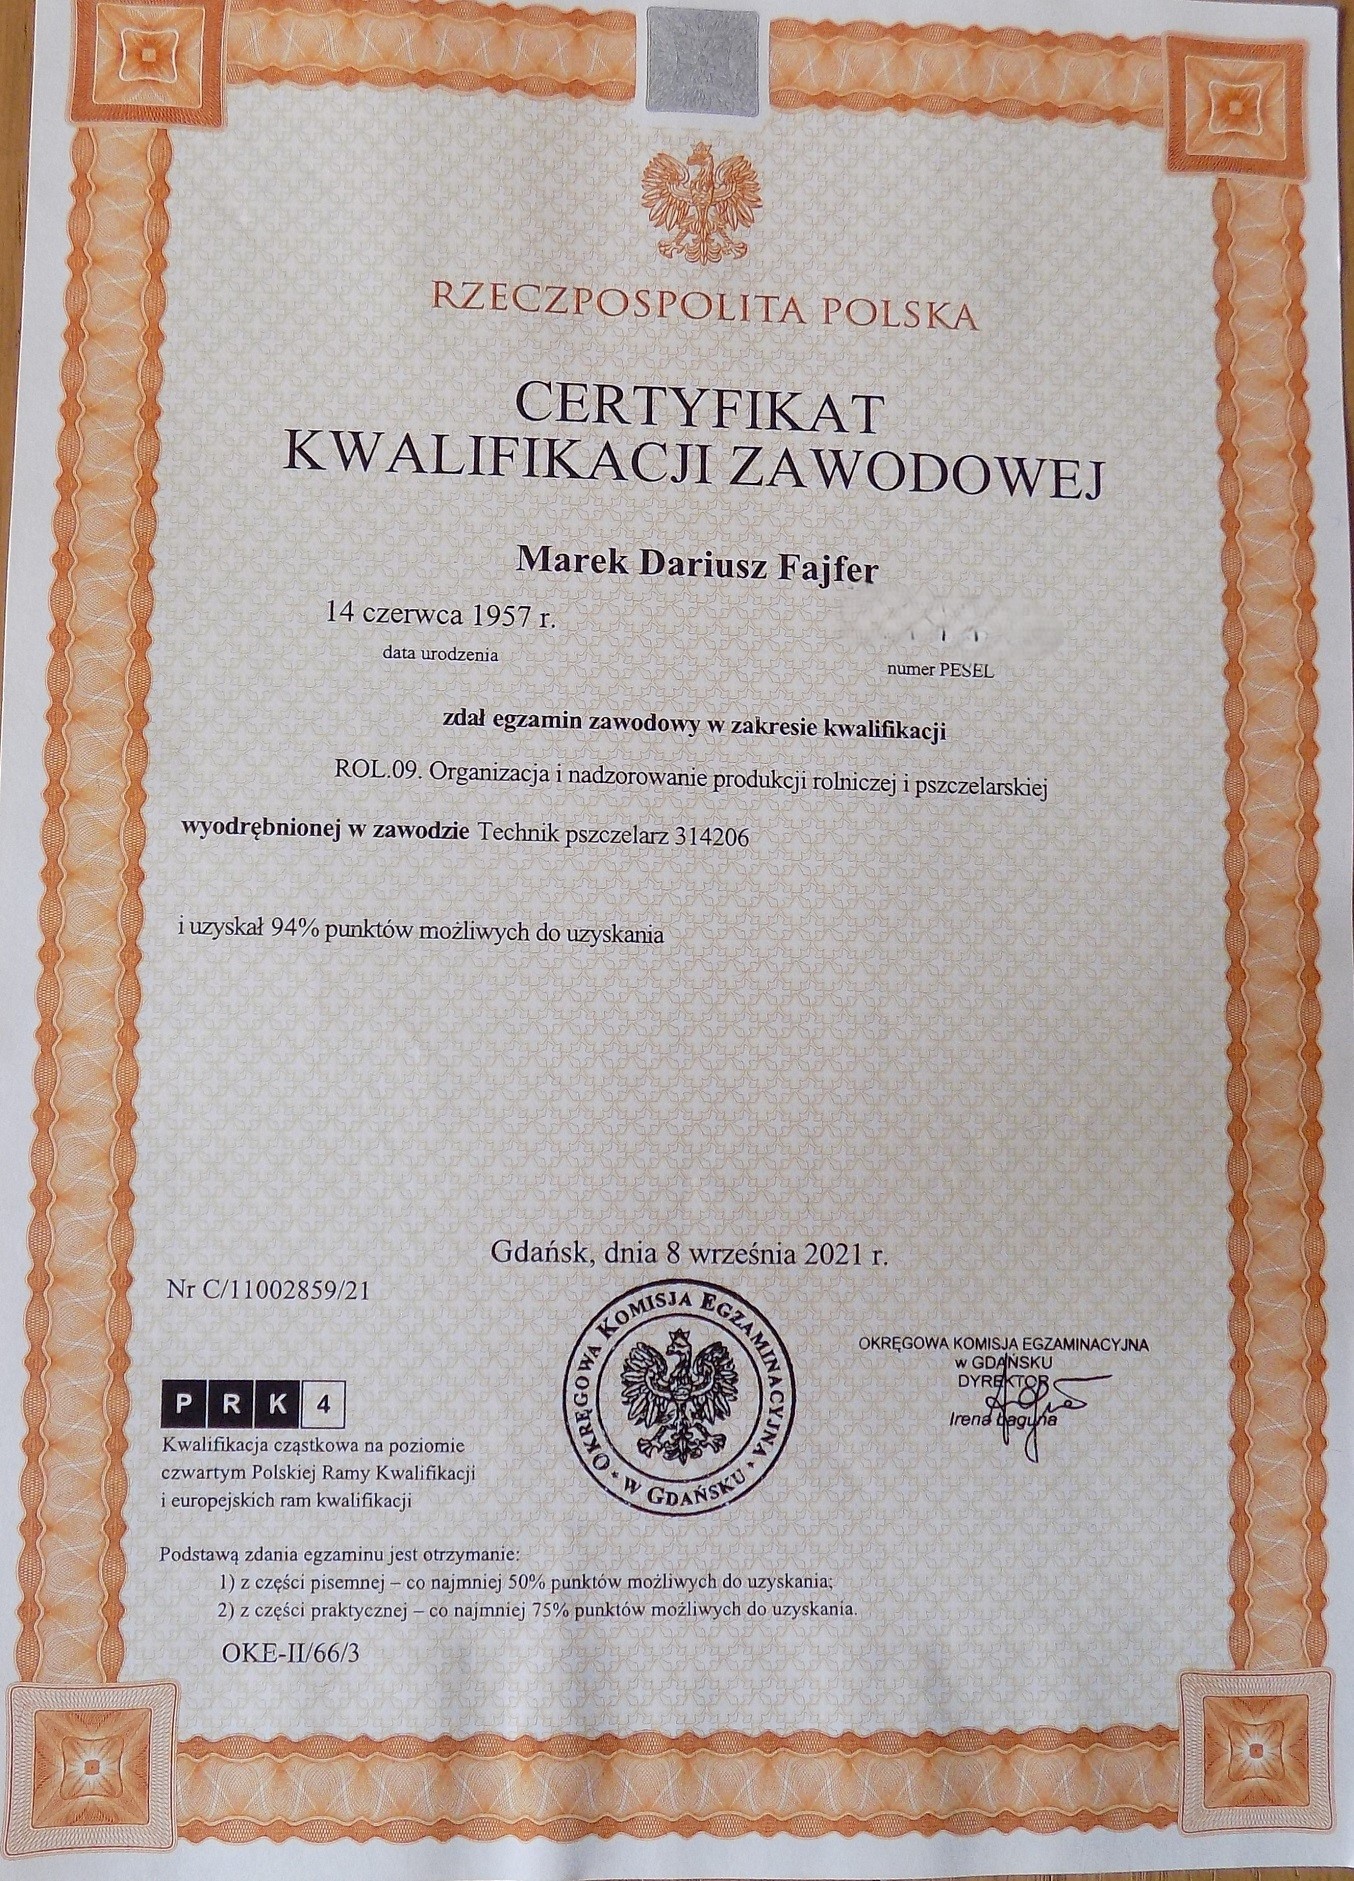 RZECZPOSPOLITA POLSKA
CERTYFIKAT
KWALIFIKACJI ZAWODOWEJ
Marek Dariusz Fajfer
14 czerwca 1957 r.
data urodzenia
numer PESEL
zdał egzamin zawodowy w zakresie kwalifikacji
ROL.09. Organizacja i nadzorowanie produkcji rolniczej i pszczelarskiej
wyodrębnionej w zawodzie Technik pszczelarz 314206
i uzyskał 94% punktów możliwych do uzyskania
Gdańsk, dnia 8 września 2021 r.
Nr C/11002859/21
OKRĘGOWA KOMISJA EGZAMINACYJNA
w GDAŃSKU
DYREKTOR
Irena Łaguna
OKRĘGOWA KOMISJA EGZAMINACYJNA * W GDAŃSKU *
PRK4
Kwalifikacja cząstkowa na poziomie
czwartym Polskiej Ramy Kwalifikacji
i europejskich ram kwalifikacji
Podstawą zdania egzaminu jest otrzymanie:
1) z części pisemnej – co najmniej 50% punktów możliwych do uzyskania;
2) z części praktycznej – co najmniej 75% punktów możliwych do uzyskania.
OKE-II/66/3